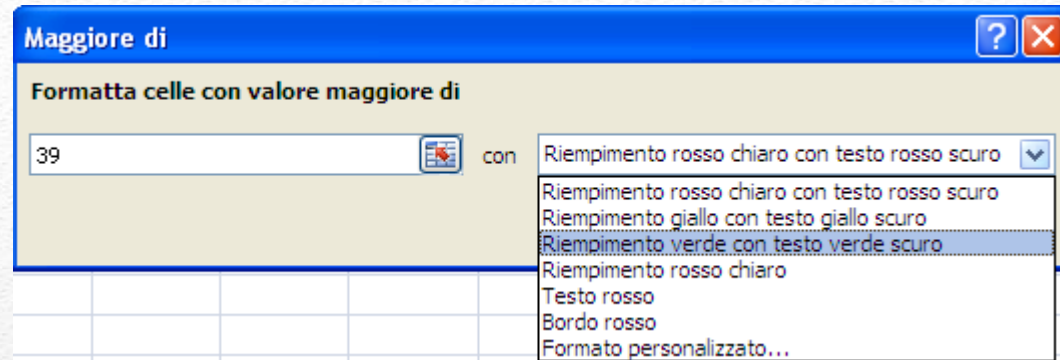 Maggiore di
Formatta celle con valore maggiore di
39 con Riempimento rosso chiaro con testo rosso scuro
Riempimento rosso chiaro con testo rosso scuro
Riempimento giallo con testo giallo scuro
Riempimento verde con testo verde scuro
Riempimento rosso chiaro
Testo rosso
Bordo rosso
Formato personalizzato...